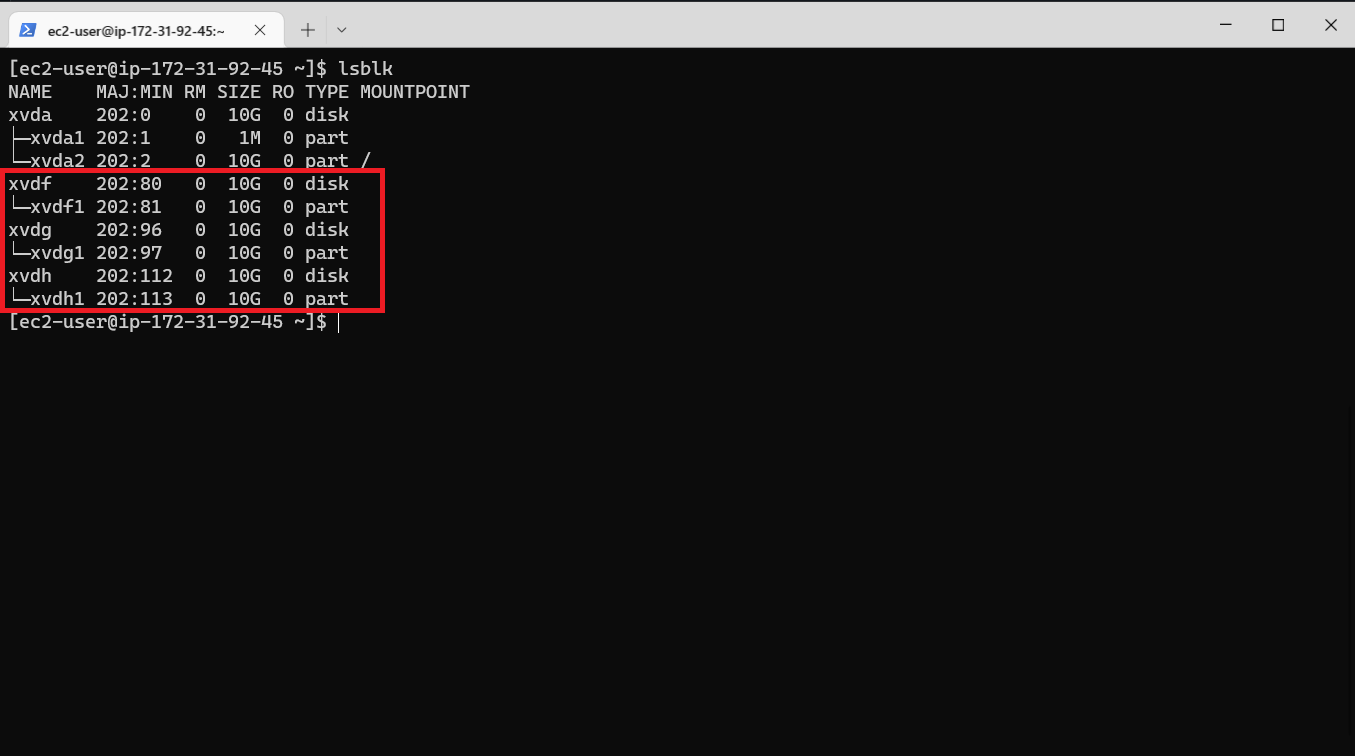 ec2-user@ip-172-31-92-45:~
[ec2-user@ip-172-31-92-45 ~]$ lsblk
NAME    MAJ:MIN RM SIZE RO TYPE MOUNTPOINT
xvda    202:0    0  10G  0 disk
├─xvda1 202:1    0   1M  0 part
└─xvda2 202:2    0  10G  0 part /
xvdf    202:80   0  10G  0 disk
└─xvdf1 202:81   0  10G  0 part
xvdg    202:96   0  10G  0 disk
└─xvdg1 202:97   0  10G  0 part
xvdh    202:112  0  10G  0 disk
└─xvdh1 202:113  0  10G  0 part
[ec2-user@ip-172-31-92-45 ~]$